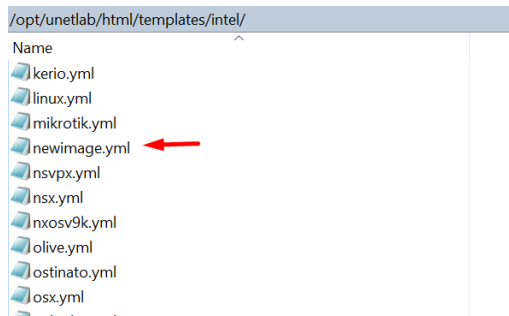 /opt/unetlab/html/templates/intel/
Name
kerio.yml
linux.yml
mikrotik.yml
newimage.yml
nsvpx.yml
nsx.yml
nxosv9k.yml
olive.yml
ostinato.yml
osx.yml